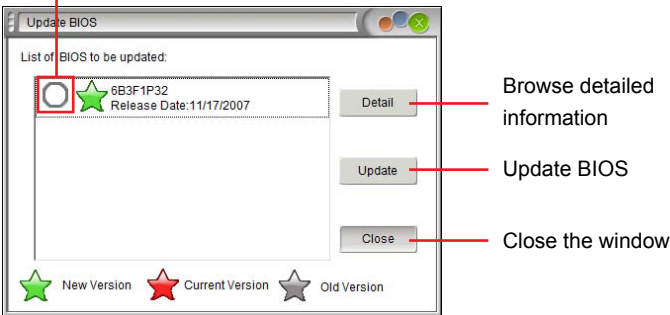 Update BIOS
List of BIOS to be updated:
6B3F1P32
Release Date:11/17/2007
Detail
Browse detailed
information
Update
Update BIOS
Close
Close the window
New Version
Current Version
Old Version